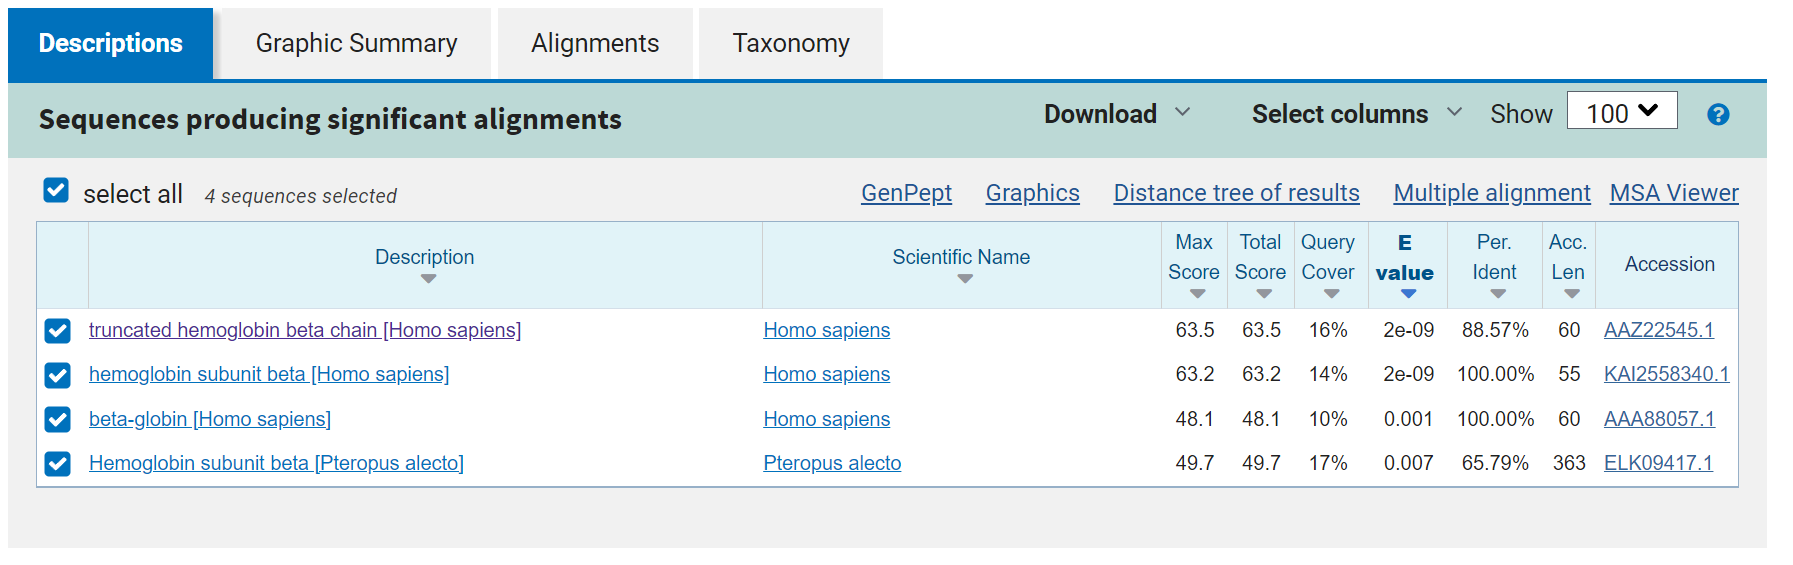 Descriptions Graphic Summary Alignments Taxonomy
Sequences producing significant alignments Download Select columns Show 100 ?
select all 4 sequences selected GenPept Graphics Distance tree of results Multiple alignment MSA Viewer
Description Scientific Name Max Score Total Score Query Cover E value Per. Ident Acc. Len Accession
truncated hemoglobin beta chain [Homo sapiens] Homo sapiens 63.5 63.5 16% 2e-09 88.57% 60 AAZ22545.1
hemoglobin subunit beta [Homo sapiens] Homo sapiens 63.2 63.2 14% 2e-09 100.00% 55 KAI2558340.1
beta-globin [Homo sapiens] Homo sapiens 48.1 48.1 10% 0.001 100.00% 60 AAA88057.1
Hemoglobin subunit beta [Pteropus alecto] Pteropus alecto 49.7 49.7 17% 0.007 65.79% 363 ELK09417.1